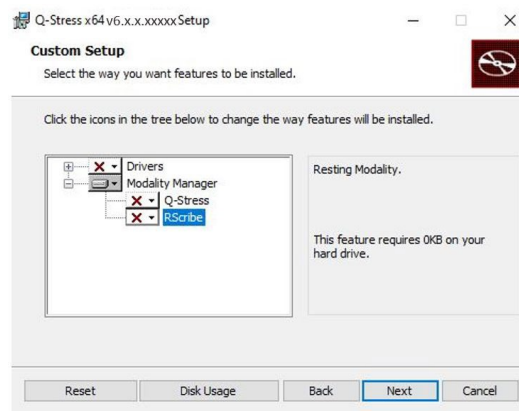 Q-Stress x64 v6.x.x.xxxxx Setup
Custom Setup
Select the way you want features to be installed.
Click the icons in the tree below to change the way features will be installed.
Drivers
Modality Manager
Q-Stress
RScribe
Resting Modality.
This feature requires 0KB on your
hard drive.
Reset Disk Usage Back Next Cancel